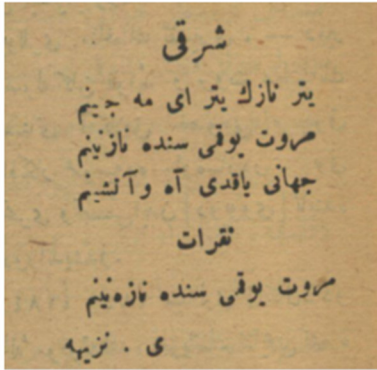 شرقی
یتر نازك یتر ای مه جبینم
مروت یوقمی سنده نازنینم
جهانی یاقدی آه وآتشینم
نقرات
مروت یوقمی سنده نازه‌نینم
ی . نزیهه